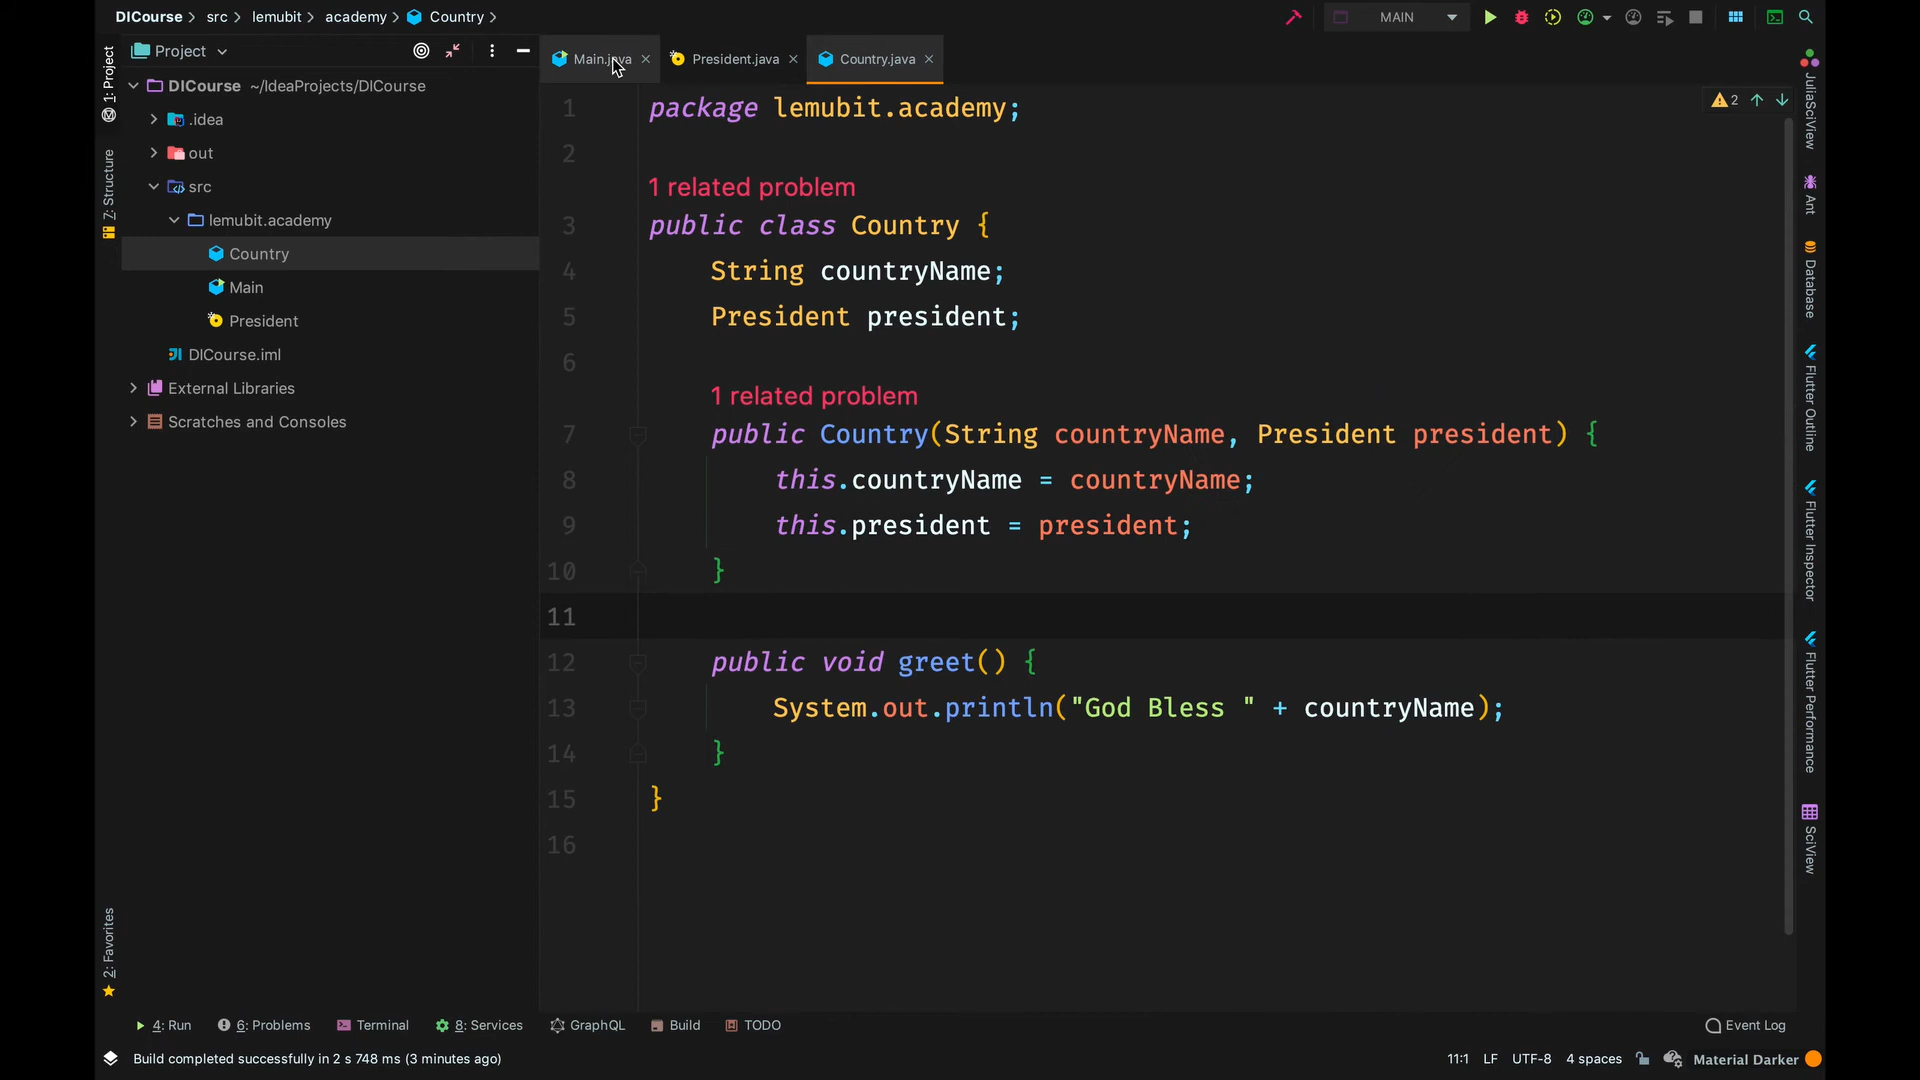 DICourse > src > lemubit > academy > Country >
MAIN
1: Project
7: Structure
2: Favorites
Project
DICourse ~/IdeaProjects/DICourse
.idea
out
src
lemubit.academy
Country
Main
President
DICourse.iml
External Libraries
Scratches and Consoles
Main.java
President.java
Country.java
2
1 package lemubit.academy;
2
1 related problem
3 public class Country {
4 String countryName;
5 President president;
6
1 related problem
7 public Country(String countryName, President president) {
8 this.countryName = countryName;
9 this.president = president;
10 }
11
12 public void greet() {
13 System.out.println("God Bless " + countryName);
14 }
15 }
16
JuliaSciView
Ant
Database
Flutter Outline
Flutter Inspector
Flutter Performance
SciView
4: Run 6: Problems Terminal 8: Services GraphQL Build TODO Event Log
Build completed successfully in 2 s 748 ms (3 minutes ago) 11:1 LF UTF-8 4 spaces Material Darker